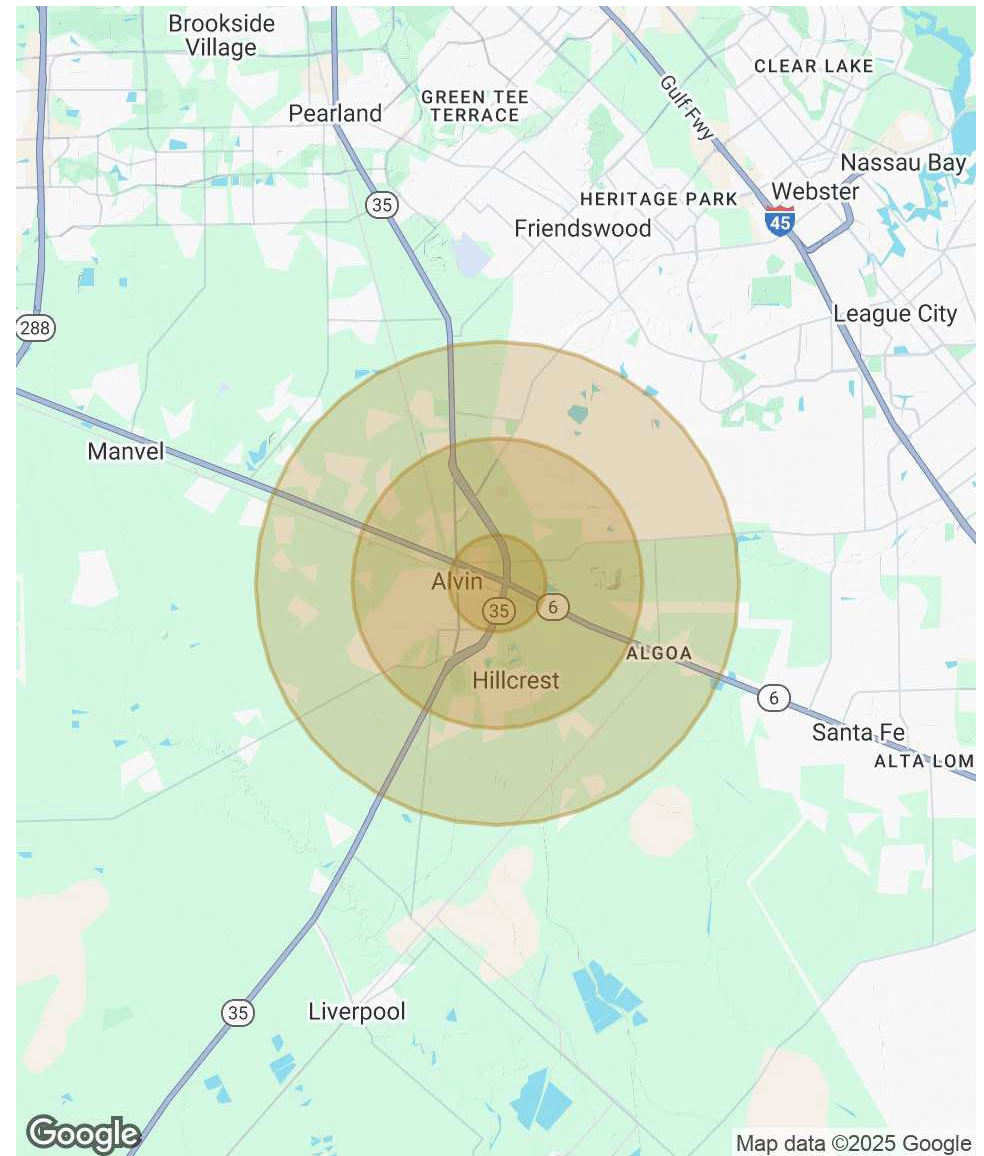 Brookside
Village
CLEAR LAKE
Gulf Fwy
GREEN TEE
TERRACE
Pearland
Nassau Bay
Webster
HERITAGE PARK
35
45
Friendswood
League City
288
Manvel
Alvin
35
6
ALGOA
Hillcrest
6
Santa Fe
ALTA LOM
35
Liverpool
Google
Map data ©2025 Google